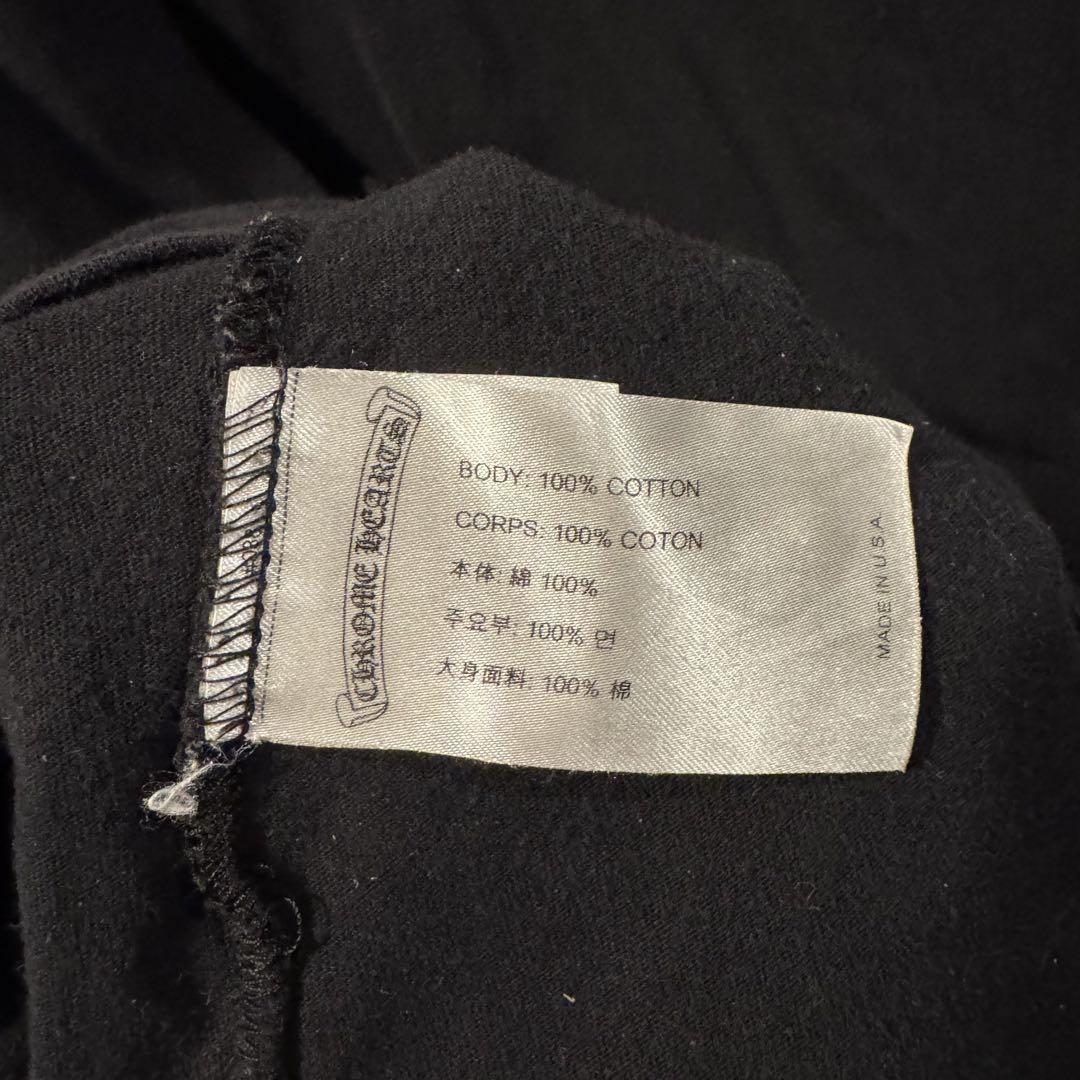 CHROME HEARTS
BODY: 100% COTTON
CORPS: 100% COTON
本体: 綿 100%
주요부: 100% 면
大身面料: 100% 棉
MADE IN U.S.A.